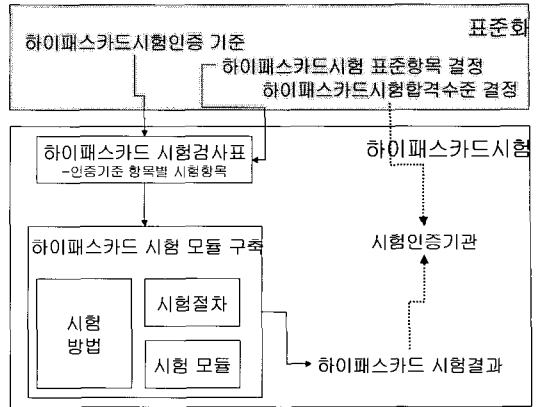 표준화
하이패스카드시험인증 기준
하이패스카드시험 표준항목 결정
하이패스카드시험합격수준 결정
하이패스카드 시험검사표
-인증기준 항목별 시험항목
하이패스카드시험
하이패스카드 시험 모듈 구축
시험인증기관
시험
방법
시험절차
시험 모듈
하이패스카드 시험결과